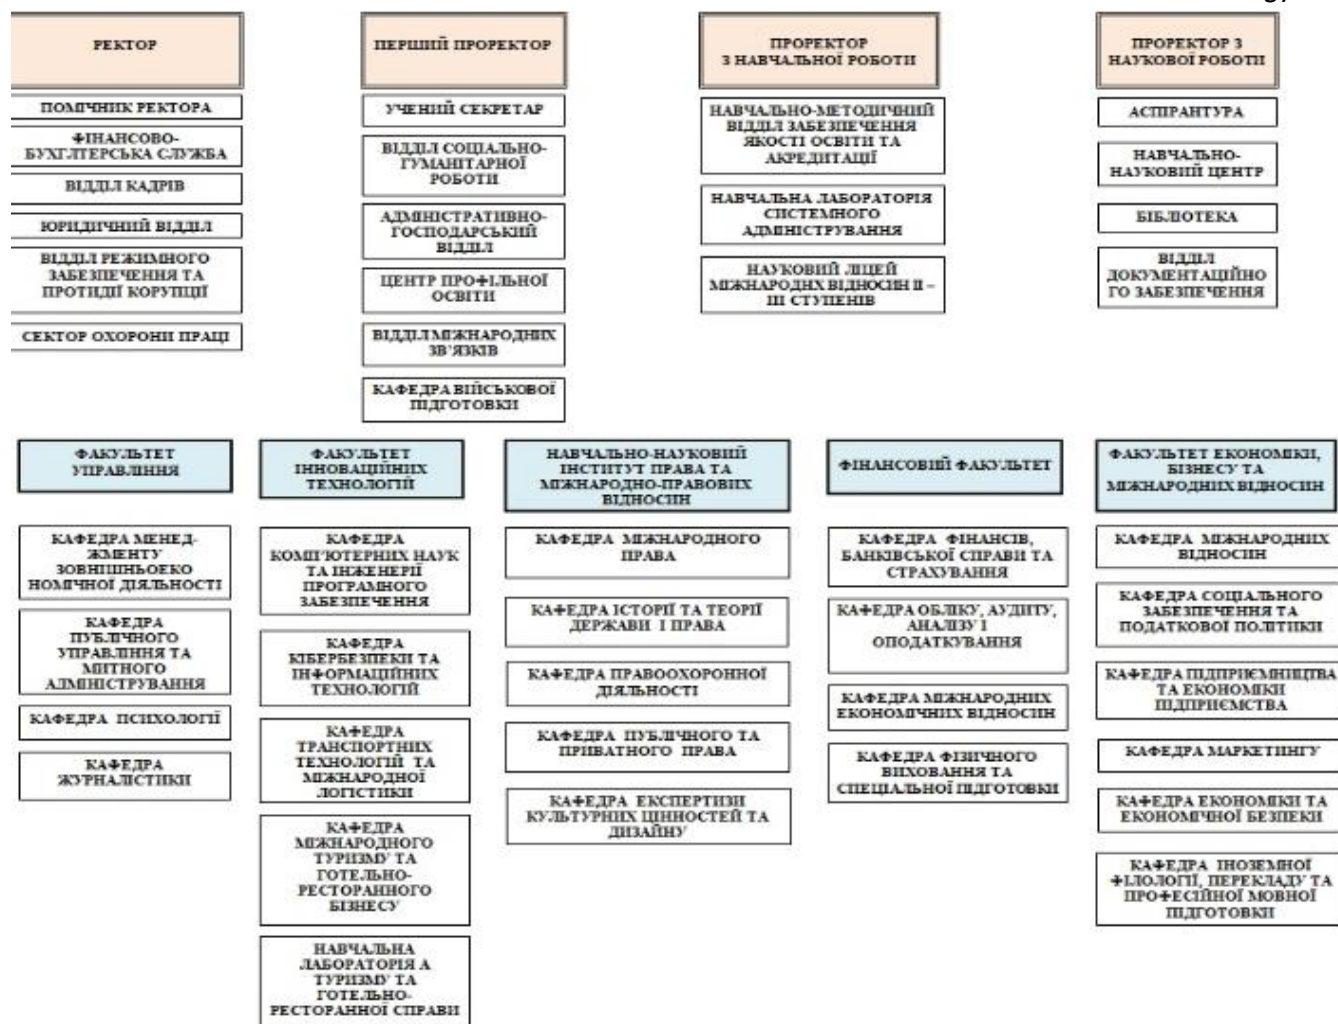 РЕКТОР
ПОМІЧНИК РЕКТОРА
ФІНАНСОВО-
БУХГЛТЕРСЬКА СЛУЖБА
ВІДДІЛ КАДРІВ
ЮРИДИЧНИЙ ВІДДІЛ
ВІДДІЛ РЕЖИМНОГО
ЗАБЕЗПЕЧЕННЯ ТА
ПРОТИДІЇ КОРУПЦІЇ
СЕКТОР ОХОРОНИ ПРАЦІ
ПЕРШИЙ ПРОРЕКТОР
УЧЕНИЙ СЕКРЕТАР
ВІДДІЛ СОЦІАЛЬНО-
ГУМАНІТАРНОЇ
РОБОТИ
АДМІНІСТРАТИВНО-
ГОСПОДАРСЬКИЙ
ВІДДІЛ
ЦЕНТР ПРОФІЛЬНОЇ
ОСВІТИ
ВІДДІЛ МІЖНАРОДНИХ
ЗВ'ЯЗКІВ
КАФЕДРА ВІЙСЬКОВОЇ
ПІДГОТОВКИ
ПРОРЕКТОР
З НАВЧАЛЬНОЇ РОБОТИ
НАВЧАЛЬНО-МЕТОДИЧНИЙ
ВІДДІЛ ЗАБЕЗПЕЧЕННЯ
ЯКОСТІ ОСВІТИ ТА
АКРЕДИТАЦІЇ
НАВЧАЛЬНА ЛАБОРАТОРІЯ
СИСТЕМНОГО
АДМІНІСТРУВАННЯ
НАУКОВИЙ ЛІЦЕЙ
МІЖНАРОДНХ ВІДНОСИН ІІ –
ІІІ СТУПЕНІВ
ПРОРЕКТОР З
НАУКОВОЇ РОБОТИ
АСПІРАНТУРА
НАВЧАЛЬНО-
НАУКОВИЙ ЦЕНТР
БІБЛІОТЕКА
ВІДДІЛ
ДОКУМЕНТАЦІЙНО
ГО ЗАБЕЗПЕЧЕННЯ
ФАКУЛЬТЕТ
УПРАВЛІННЯ
КАФЕДРА МЕНЕД-
ЖМЕНТУ
ЗОВНІШНЬОЕКО
НОМІЧНОЇ ДІЯЛЬНОСТІ
КАФЕДРА
ПУБЛІЧНОГО
УПРАВЛІННЯ ТА
МИТНОГО
АДМІНІСТРУВАННЯ
КАФЕДРА ПСИХОЛОГІЇ
КАФЕДРА
ЖУРНАЛІСТИКИ
ФАКУЛЬТЕТ
ІННОВАЦІЙНИХ
ТЕХНОЛОГІЙ
КАФЕДРА
КОМП'ЮТЕРНИХ НАУК
ТА ІНЖЕНЕРІЇ
ПРОГРАМНОГО
ЗАБЕЗПЕЧЕННЯ
КАФЕДРА
КІБЕРБЕЗПЕКИ ТА
ІНФОРМАЦІЙНИХ
ТЕХНОЛОГІЙ
КАФЕДРА
ТРАНСПОРТНИХ
ТЕХНОЛОГІЙ ТА
МІЖНАРОДНОЇ
ЛОГІСТИКИ
КАФЕДРА
МІЖНАРОДНОГО
ТУРИЗМУ ТА
ГОТЕЛЬНО-
РЕСТОРАННОГО
БІЗНЕСУ
НАВЧАЛЬНА
ЛАБОРАТОРІЯ А
ТУРИЗМУ ТА
ГОТЕЛЬНО-
РЕСТОРАННОЇ СПРАВИ
НАВЧАЛЬНО-НАУКОВИЙ
ІНСТИТУТ ПРАВА ТА
МІЖНАРОДНО-ПРАВОВИХ
ВІДНОСИН
КАФЕДРА МІЖНАРОДНОГО
ПРАВА
КАФЕДРА ІСТОРІЇ ТА ТЕОРІЇ
ДЕРЖАВИ І ПРАВА
КАФЕДРА ПРАВООХОРОННОЇ
ДІЯЛЬНОСТІ
КАФЕДРА ПУБЛІЧНОГО ТА
ПРИВАТНОГО ПРАВА
КАФЕДРА ЕКСПЕРТИЗИ
КУЛЬТУРНИХ ЦІННОСТЕЙ ТА
ДИЗАЙНУ
ФІНАНСОВИЙ ФАКУЛЬТЕТ
КАФЕДРА ФІНАНСІВ,
БАНКІВСЬКОЇ СПРАВИ ТА
СТРАХУВАННЯ
КАФЕДРА ОБЛІКУ, АУДИТУ,
АНАЛІЗУ І
ОПОДАТКУВАННЯ
КАФЕДРА МІЖНАРОДНИХ
ЕКОНОМІЧНИХ ВІДНОСИН
КАФЕДРА ФІЗИЧНОГО
ВИХОВАННЯ ТА
СПЕЦІАЛЬНОЇ ПІДГОТОВКИ
ФАКУЛЬТЕТ ЕКОНОМІКИ,
БІЗНЕСУ ТА
МІЖНАРОДНИХ ВІДНОСИН
КАФЕДРА МІЖНАРОДНИХ
ВІДНОСИН
КАФЕДРА СОЦІАЛЬНОГО
ЗАБЕЗПЕЧЕННЯ ТА
ПОДАТКОВОЇ ПОЛІТИКИ
КАФЕДРА ПІДПРИЄМНИЦТВА
ТА ЕКОНОМІКИ
ПІДПРИЄМСТВА
КАФЕДРА МАРКЕТИНГУ
КАФЕДРА ЕКОНОМІКИ ТА
ЕКОНОМІЧНОЇ БЕЗПЕКИ
КАФЕДРА ІНОЗЕМНОЇ
ФІЛОЛОГІЇ, ПЕРЕКЛАДУ ТА
ПРОФЕСІЙНОЇ МОВНОЇ
ПІДГОТОВКИ